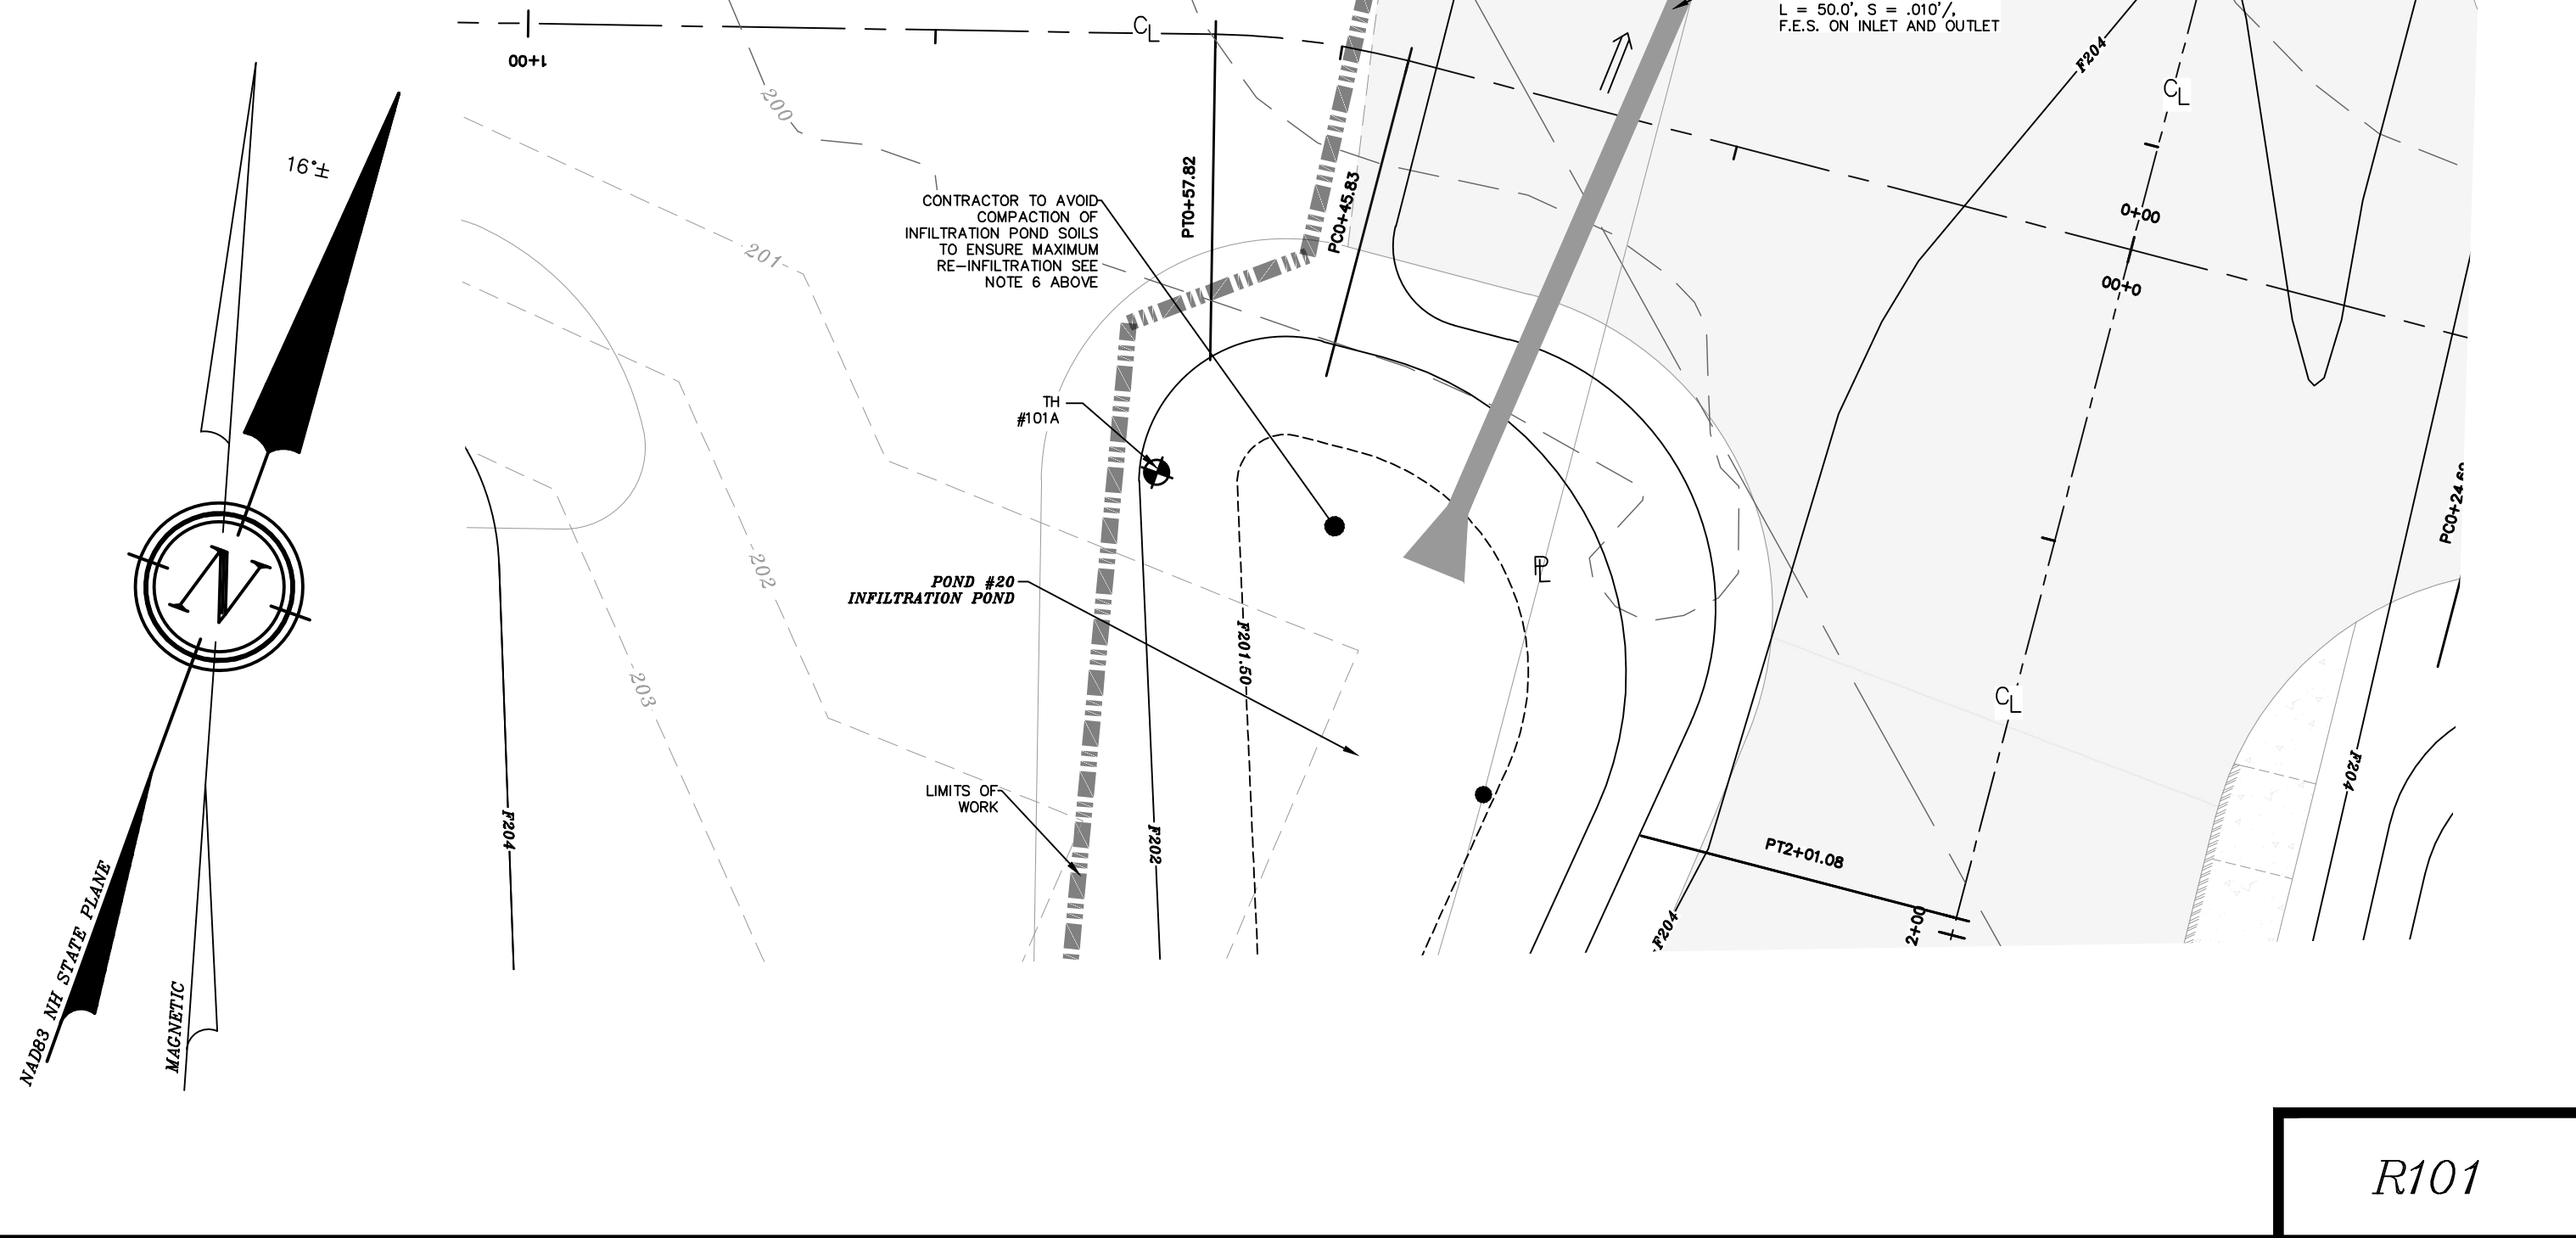 L = 50.0', S = .010'/,
F.E.S. ON INLET AND OUTLET
CL
1+00
F204
CL
200
16°±
PT0+57.82
PC0+45.83
CONTRACTOR TO AVOID
COMPACTION OF
INFILTRATION POND SOILS
TO ENSURE MAXIMUM
RE-INFILTRATION SEE
NOTE 6 ABOVE
0+00
0+00
201
TH
#101A
PC0+24.69
N
202
POND #20
INFILTRATION POND
PL
F201.50
203
CL
F204
LIMITS OF
WORK
F204
F202
PT2+01.08
F204
2+00
NAD83 NH STATE PLANE
MAGNETIC
R101